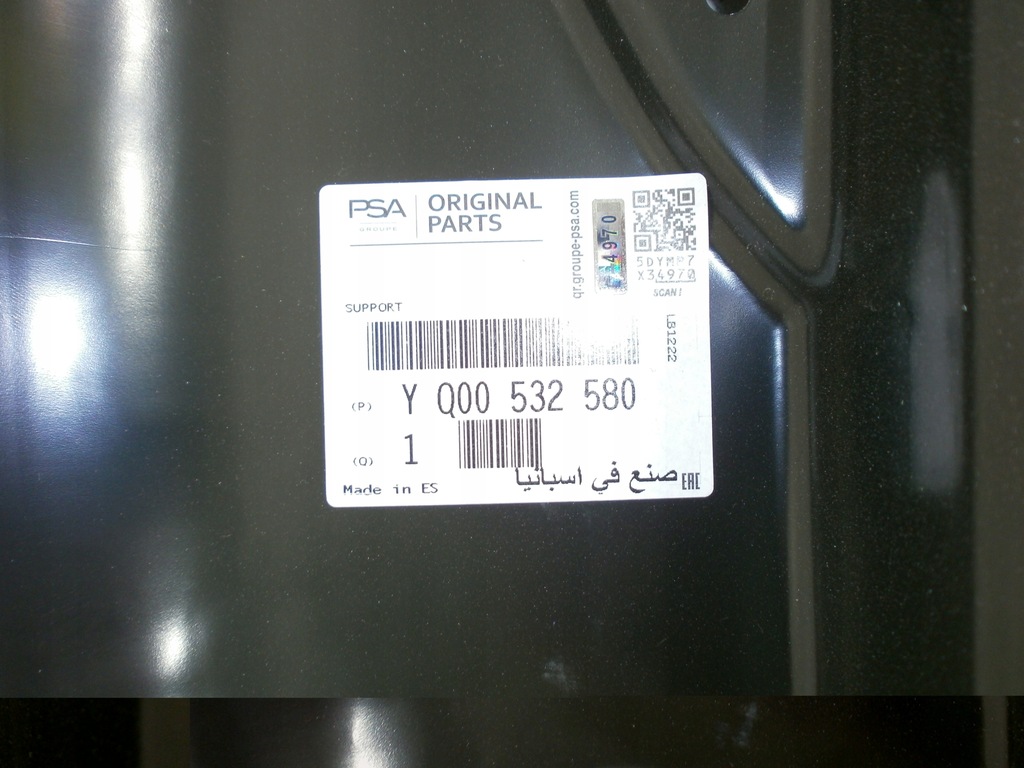 PSA
GROUPE
ORIGINAL
PARTS
qr.groupe-psa.com
4970
X34970
SCAN!
SUPPORT
LB1222
(P) Y Q00 532 580
(Q) 1
Made in ES
صنع في اسبانيا
EAC